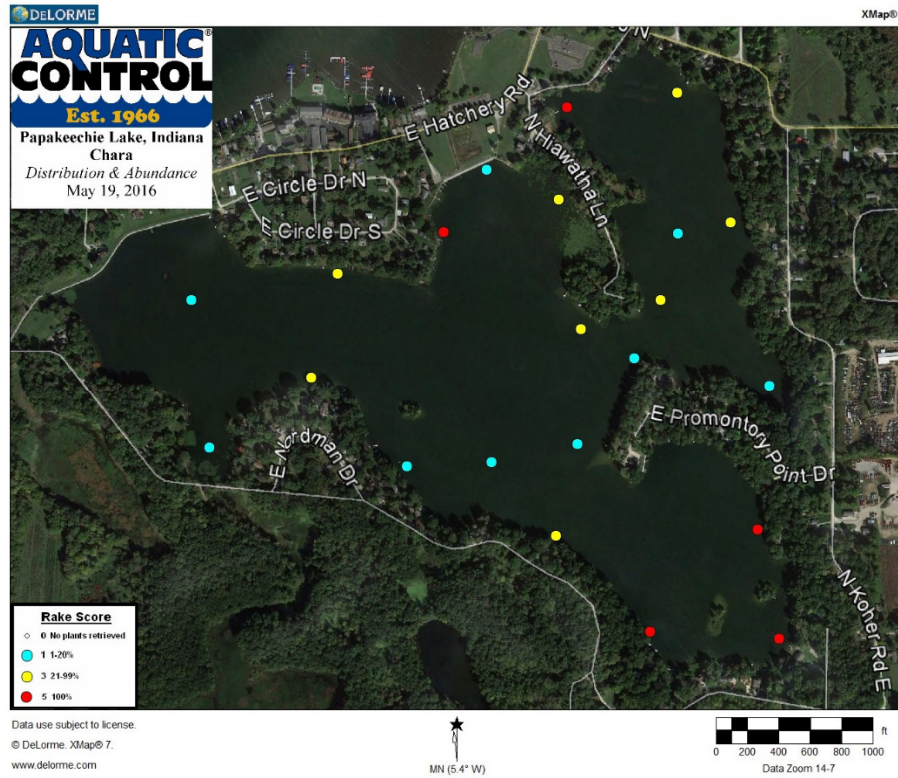 DELORME
XMap®
AQUATIC®
CONTROL
Est. 1966
Papakeechie Lake, Indiana
Chara
Distribution & Abundance
May 19, 2016
E Hatchery Rd
N Hiawatha Ln
E Circle Dr N
E Circle Dr S
E Nordman Dr
E Promontory Point Dr
N Koher Rd E
Rake Score
0 No plants retrieved
1 1-20%
3 21-99%
5 100%
Data use subject to license.
© DeLorme. XMap® 7.
www.delorme.com
MN (5.4° W)
ft
0 200 400 600 800 1000
Data Zoom 14-7